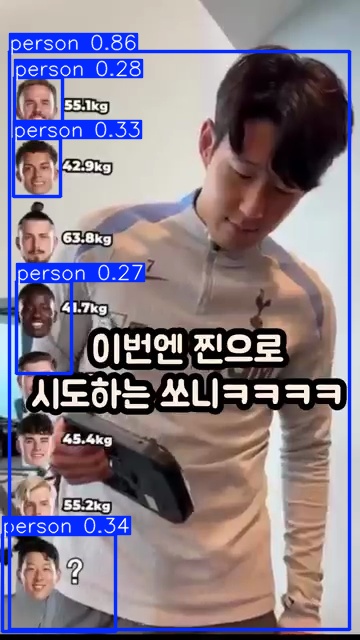 person 0.86
person 0.28
55.1kg
person 0.33
42.9kg
63.8kg
person 0.27
41.7kg
이번엔 찐으로
시도하는 쏘니ㅋㅋㅋㅋ
45.4kg
55.2kg
person 0.34
?